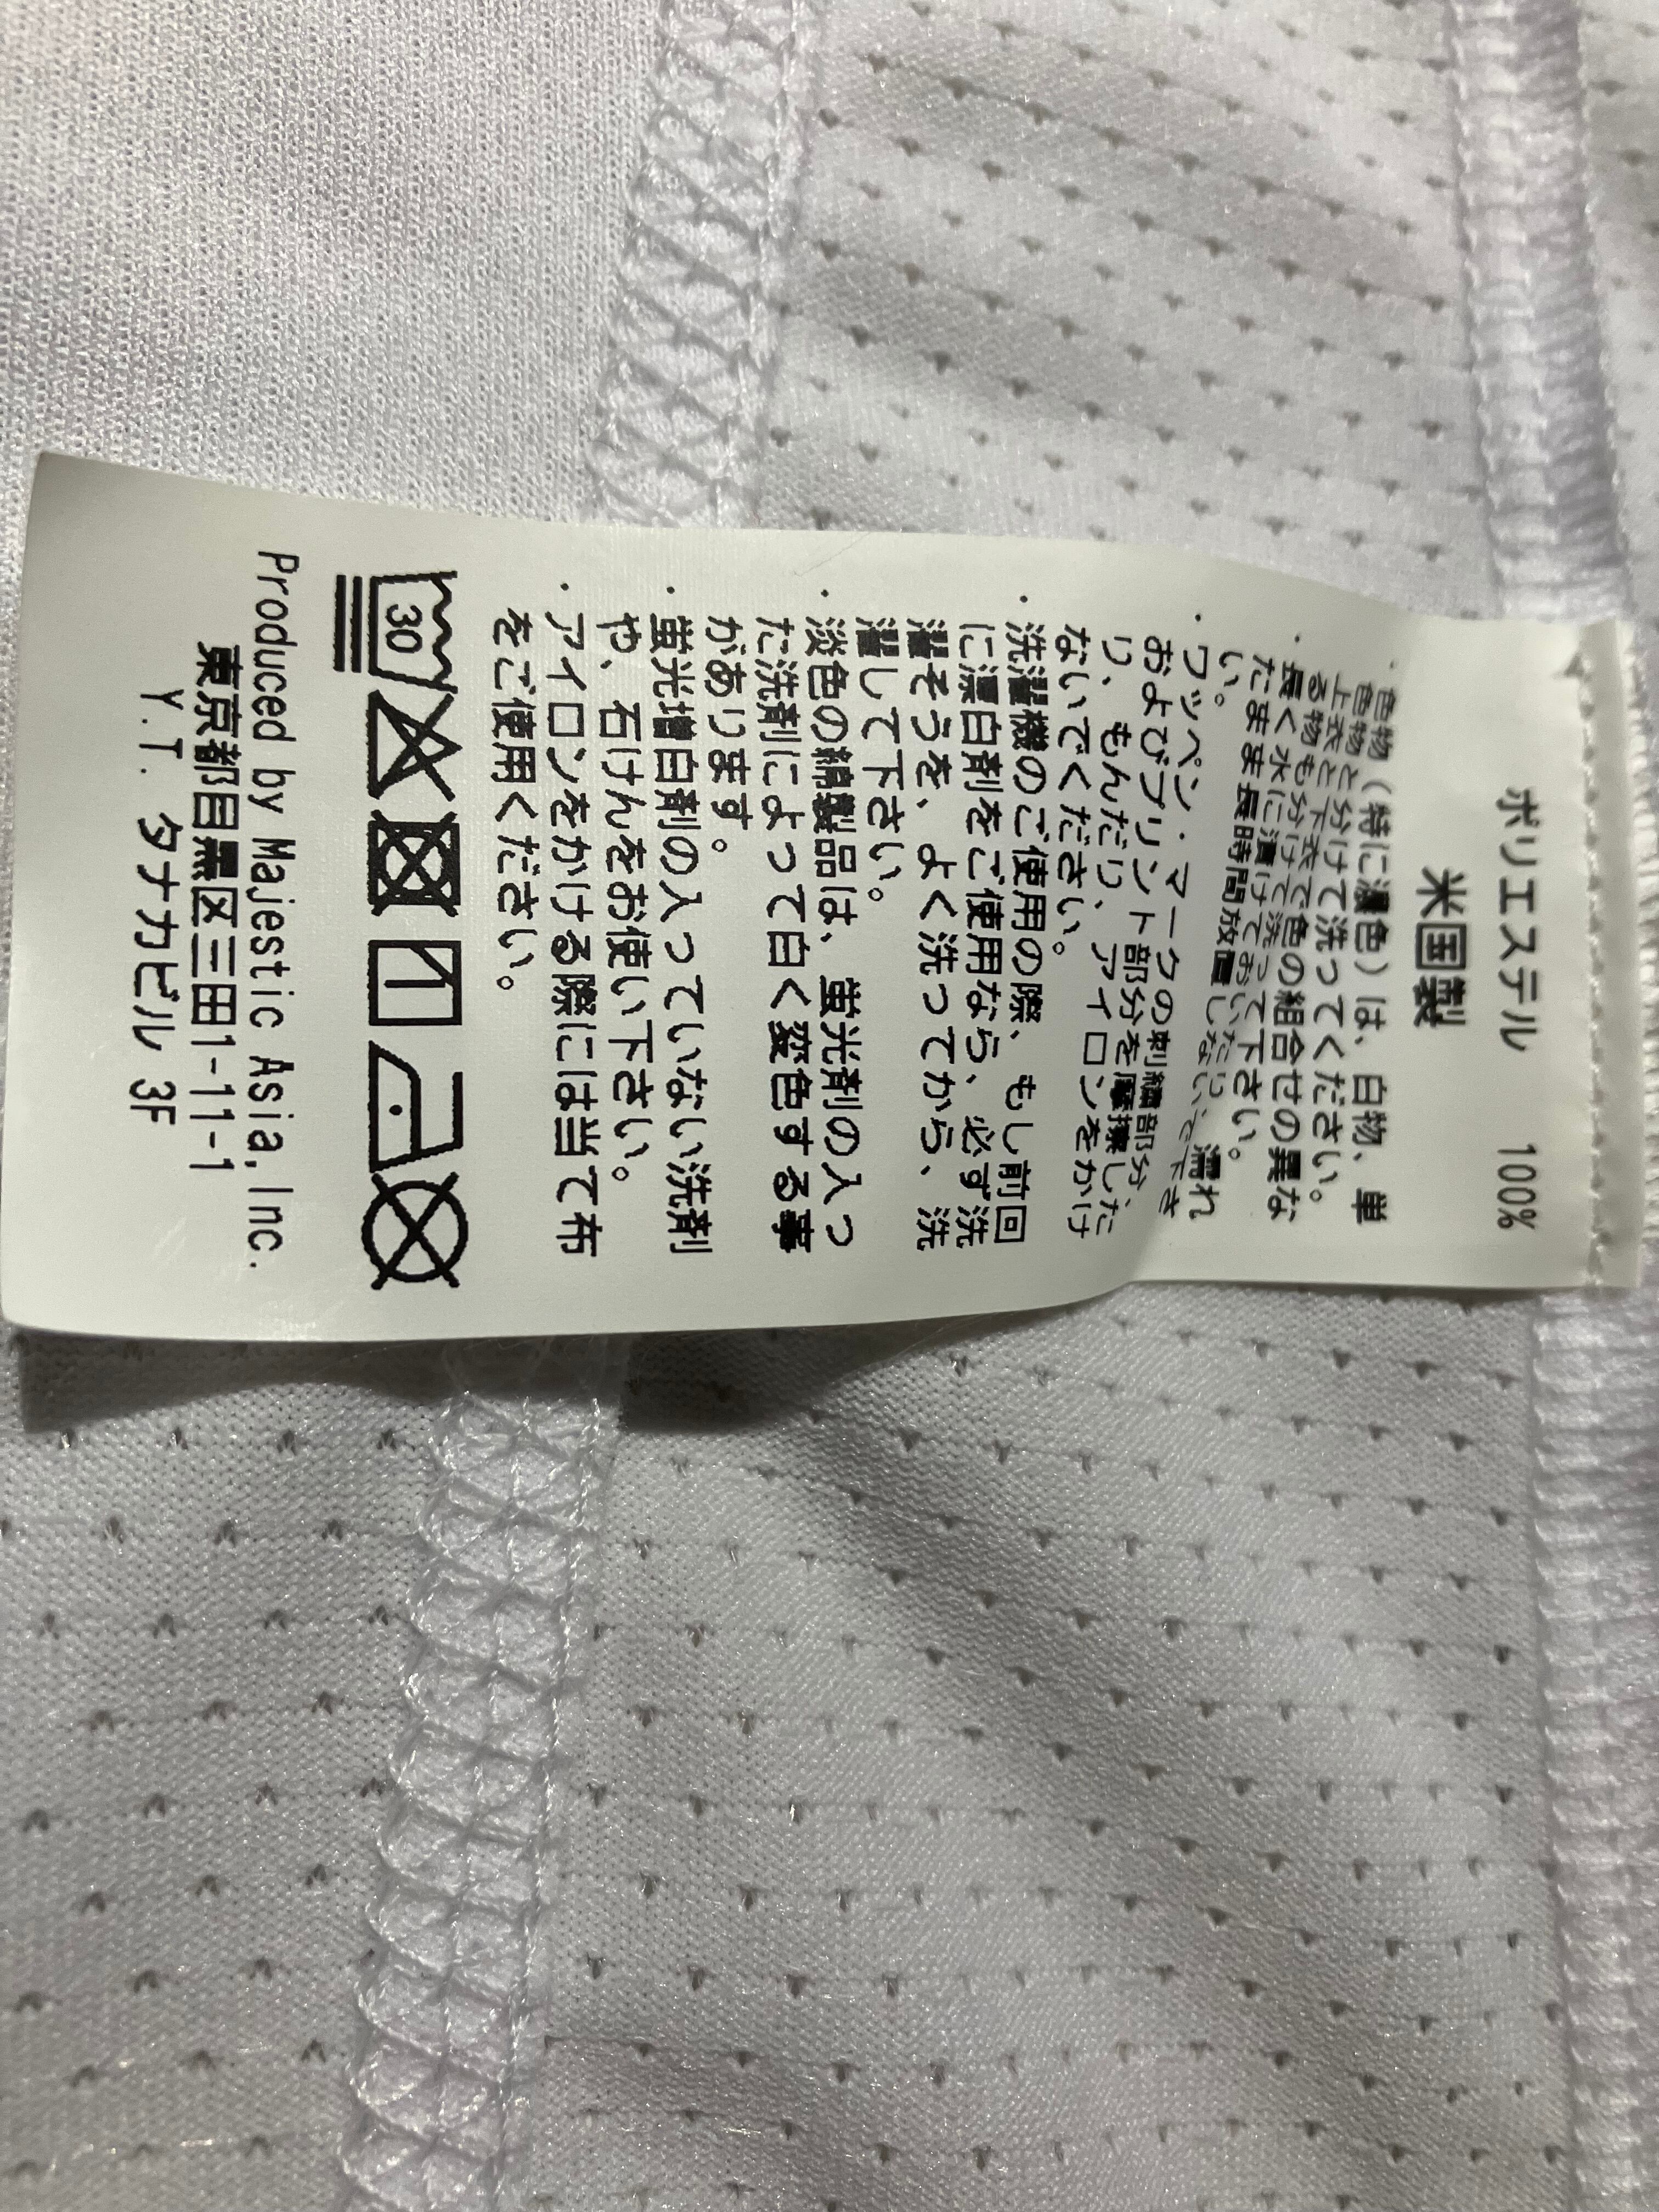 ポリエステル 100%
米国製
・色物（特に濃色）は、白物、単
色物と分けて洗ってください。
上衣と下衣で色の組合せの異な
る物も分けて洗って下さい。
長く水に漬けておいたり、濡れ
たまま長時間放置しないで下さ
い。
・ワッペン・マークの刺繍部分、
およびプリント部分を摩擦した
り、もんだり、アイロンをかけ
ないでください。
・洗濯機のご使用の際、もし前回
に漂白剤をご使用なら、必ず洗
濯そうを、よく洗ってから、洗
濯して下さい。
・淡色の綿製品は、蛍光剤の入っ
た洗剤によって白く変色する事
があります。
・蛍光増白剤の入っていない洗剤
や、石けんをお使い下さい。
・アイロンをかける際には当て布
をご使用ください。
30
Produced by Majestic Asia, Inc.
東京都目黒区三田1-11-1
Y.T. タナカビル 3F